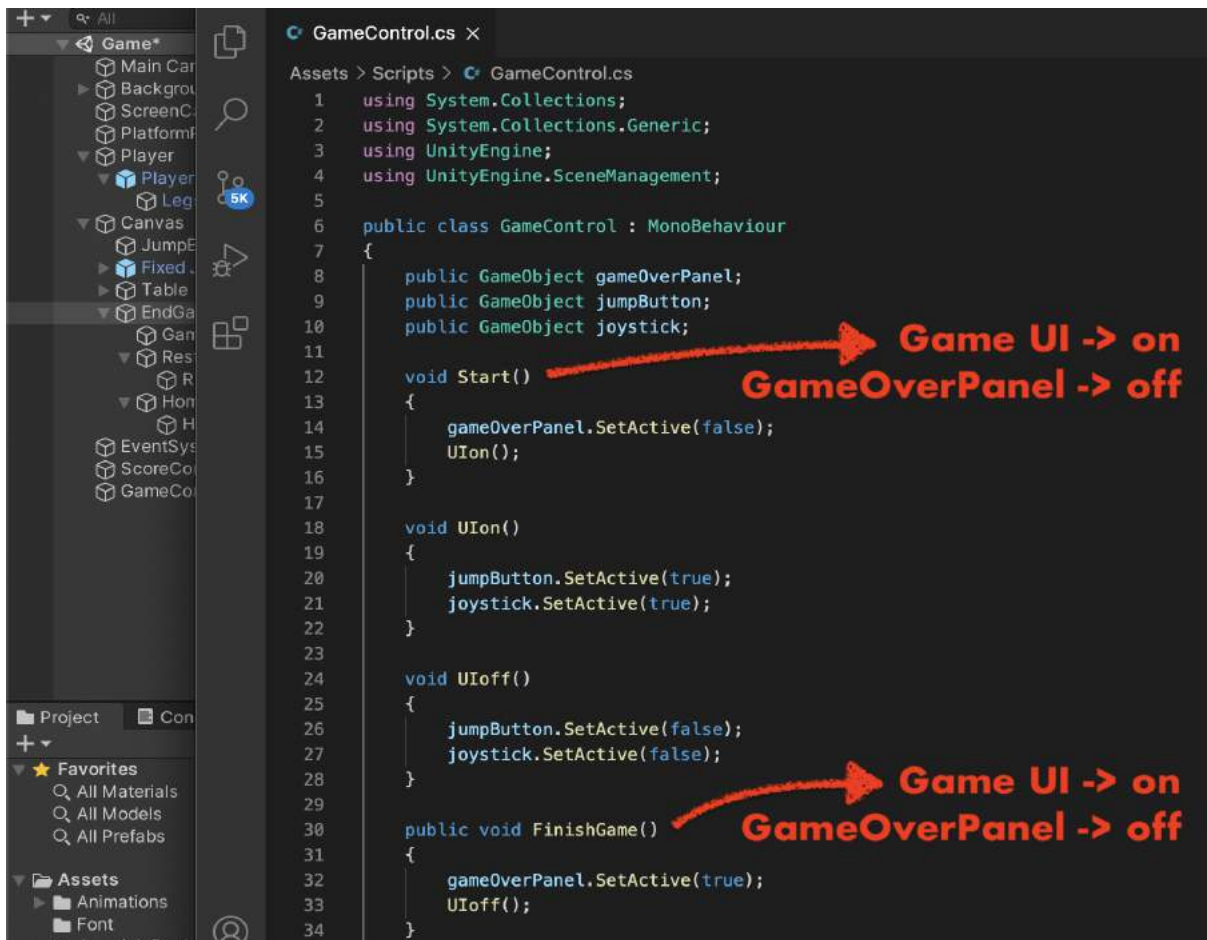 All
Game*
Main Car
Backgrou
ScreenC
PlatformF
Player
Player
Leg
Canvas
JumpE
Fixed J
Table
EndGa
Gam
Res
R
Hom
H
EventSys
ScoreCo
GameCo
Project
Con
Favorites
All Materials
All Models
All Prefabs
Assets
Animations
Font
5K
GameControl.cs
Assets > Scripts > GameControl.cs
1 using System.Collections;
2 using System.Collections.Generic;
3 using UnityEngine;
4 using UnityEngine.SceneManagement;
5
6 public class GameControl : MonoBehaviour
7 {
8 public GameObject gameOverPanel;
9 public GameObject jumpButton;
10 public GameObject joystick;
11
12 void Start()
13 {
14 gameOverPanel.SetActive(false);
15 UIon();
16 }
17
18 void UIon()
19 {
20 jumpButton.SetActive(true);
21 joystick.SetActive(true);
22 }
23
24 void UIoff()
25 {
26 jumpButton.SetActive(false);
27 joystick.SetActive(false);
28 }
29
30 public void FinishGame()
31 {
32 gameOverPanel.SetActive(true);
33 UIoff();
34 }
Game UI -> on
GameOverPanel -> off
Game UI -> on
GameOverPanel -> off